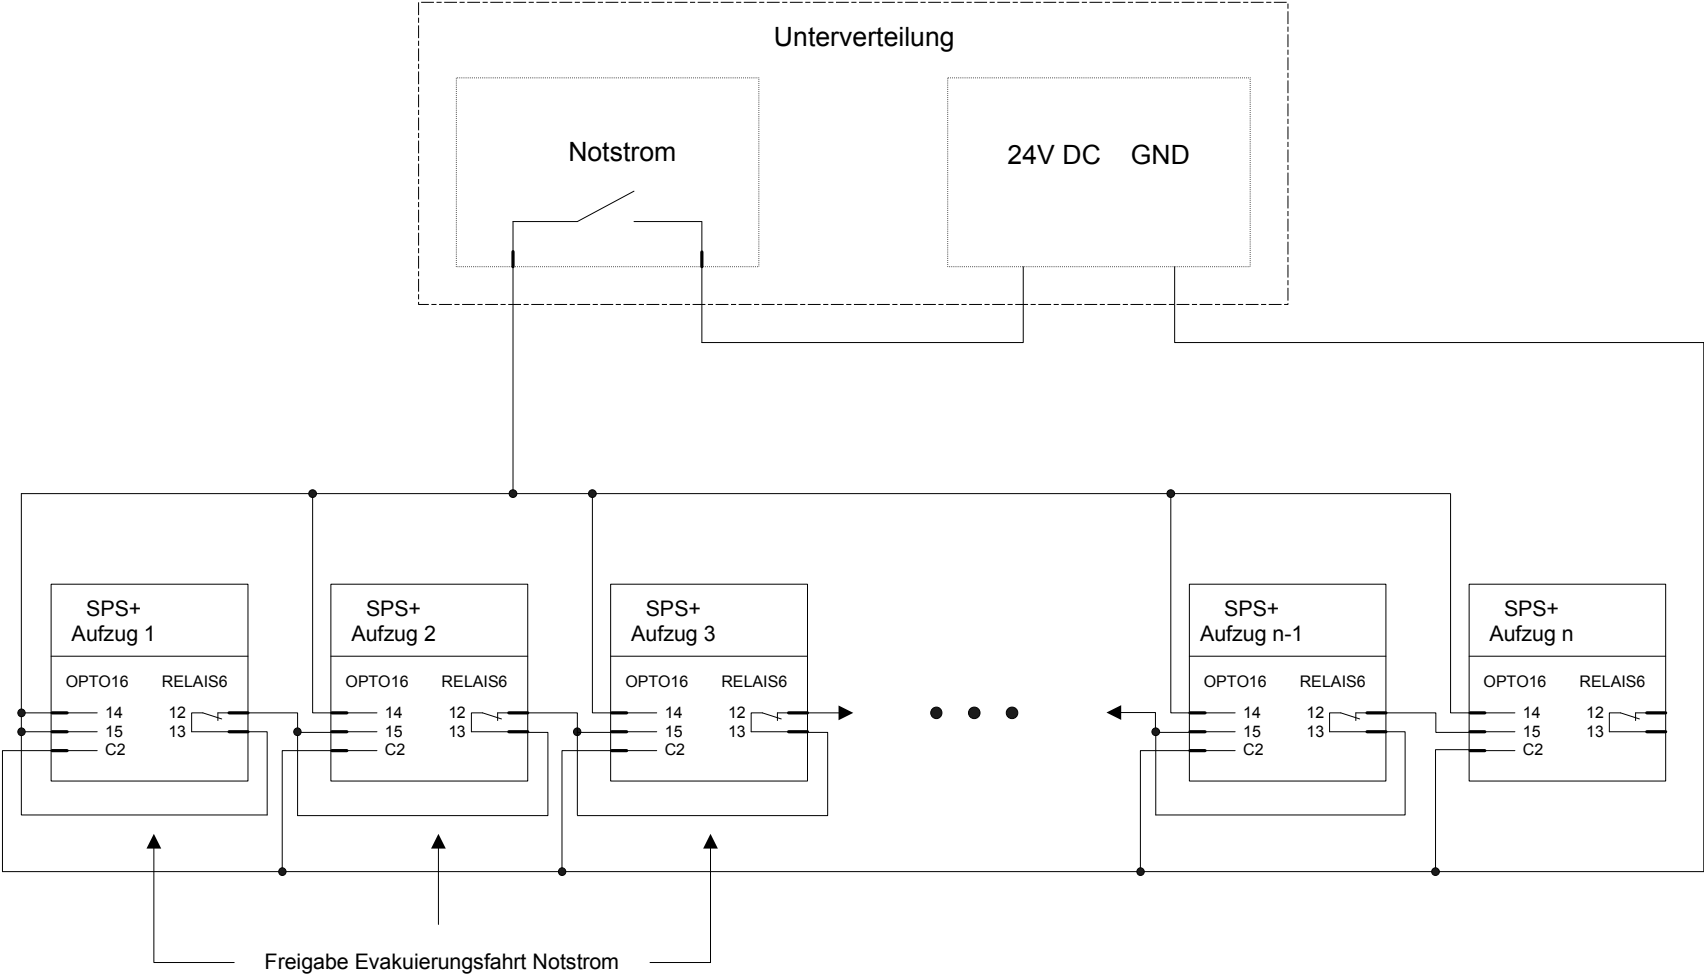 Unterverteilung
Notstrom
24V DC GND
SPS+
Aufzug 1
OPTO16 RELAIS6
14 12
15 13
C2
SPS+
Aufzug 2
OPTO16 RELAIS6
14 12
15 13
C2
SPS+
Aufzug 3
OPTO16 RELAIS6
14 12
15 13
C2
SPS+
Aufzug n-1
OPTO16 RELAIS6
14 12
15 13
C2
SPS+
Aufzug n
OPTO16 RELAIS6
14 12
15 13
C2
Freigabe Evakuierungsfahrt Notstrom